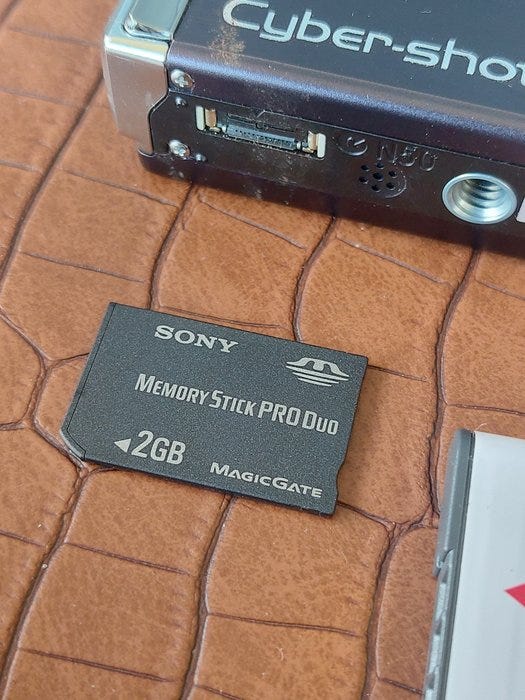 Cyber-shot
N50
SONY
MEMORY STICK PRO DUO
2GB
MAGICGATE